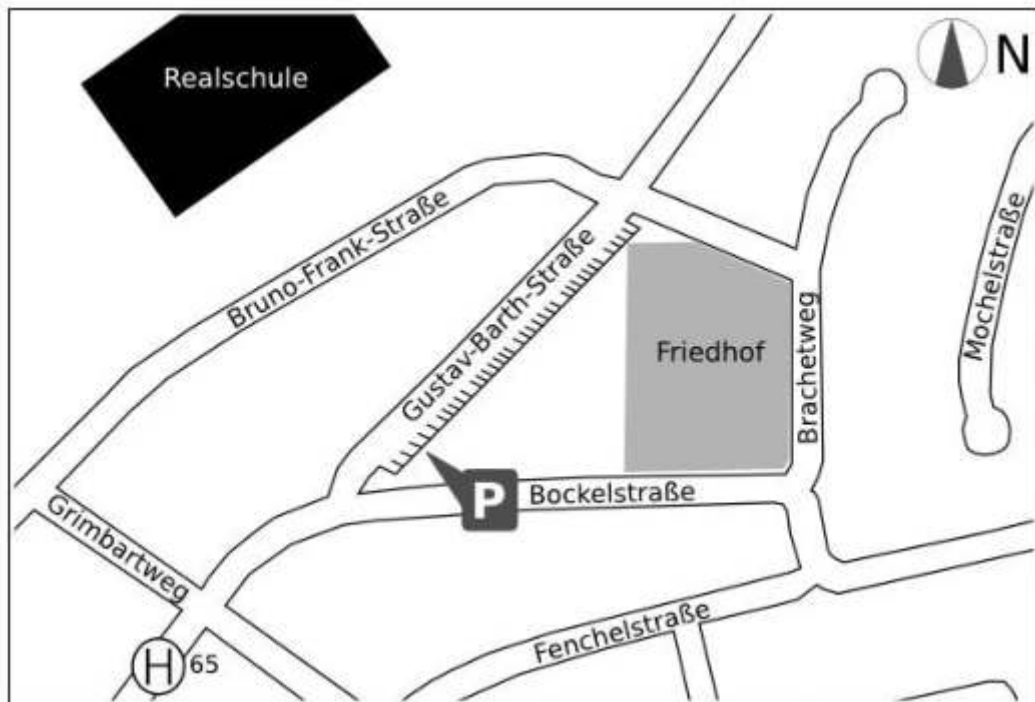 Realschule
N
Bruno-Frank-Straße
Gustav-Barth-Straße
Mochelstraße
Friedhof
Brachetweg
P
Bockelstraße
Grimbartweg
Fenchelstraße
H 65